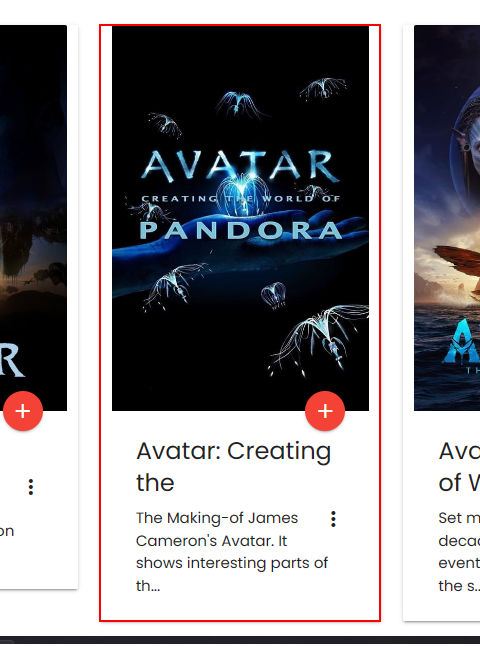 AVATAR
CREATING THE WORLD OF
PANDORA
R
+
+
Avatar: Creating
the
The Making-of James
Cameron's Avatar. It
shows interesting parts of
th...
on
Ava
of W
Set m
decad
event
the s..